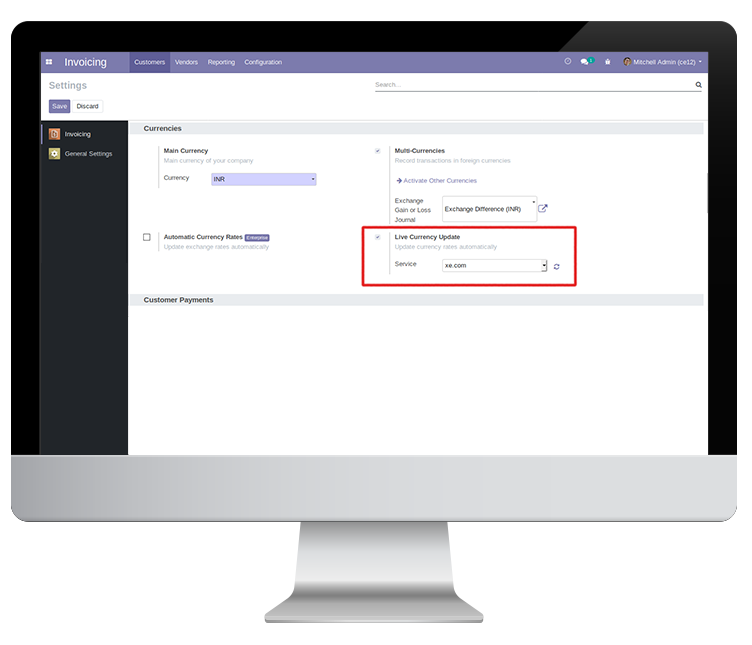 Invoicing
Customers
Vendors
Reporting
Configuration
1
Mitchell Admin (ce12)
Settings
Search...
Save
Discard
Invoicing
General Settings
Currencies
Main Currency
Main currency of your company
Currency
INR
Multi-Currencies
Record transactions in foreign currencies
Activate Other Currencies
Exchange
Gain or Loss
Journal
Exchange Difference (INR)
Automatic Currency Rates Enterprise
Update exchange rates automatically
Live Currency Update
Update currency rates automatically
Service
xe.com
Customer Payments